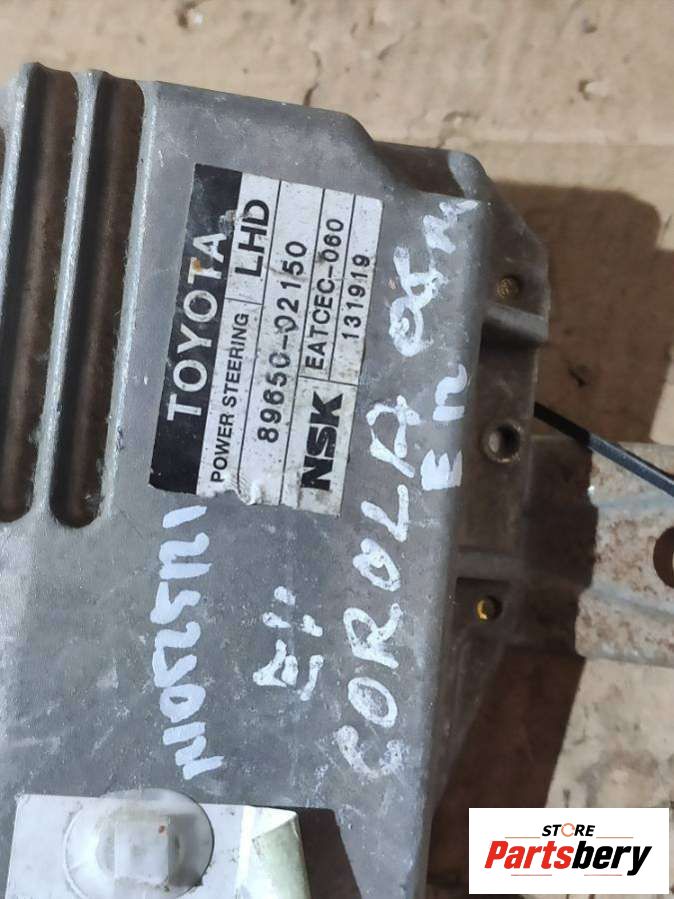 TOYOTA
POWER STEERING LHD
89650-02150
NSK EATCEC-060
131919
COROLA
STORE
Partsbery